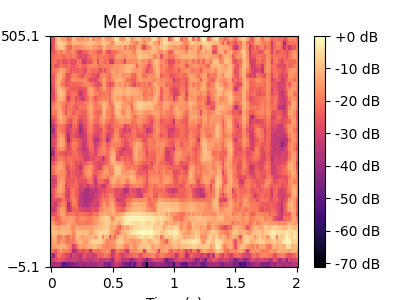 Mel Spectrogram
505.1
−5.1
0
0.5
1
1.5
2
+0 dB
-10 dB
-20 dB
-30 dB
-40 dB
-50 dB
-60 dB
-70 dB